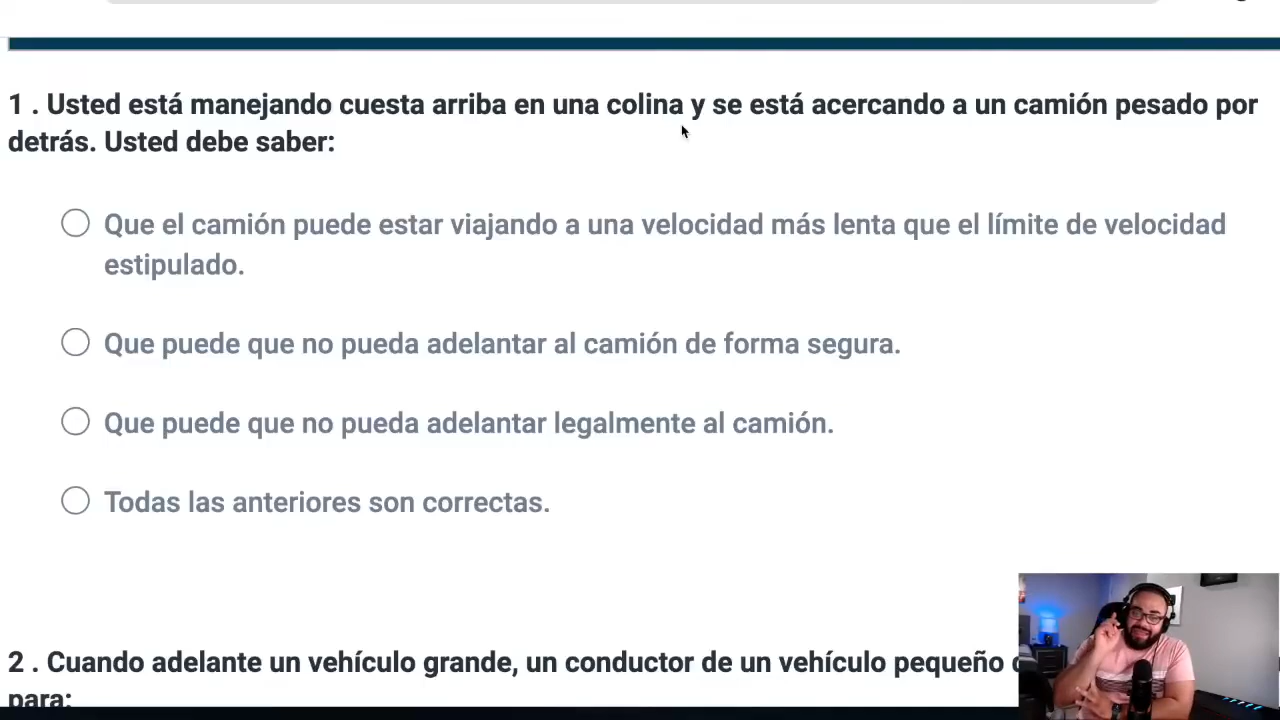 1 . Usted está manejando cuesta arriba en una colina y se está acercando a un camión pesado por
detrás. Usted debe saber:
Que el camión puede estar viajando a una velocidad más lenta que el límite de velocidad
estipulado.
Que puede que no pueda adelantar al camión de forma segura.
Que puede que no pueda adelantar legalmente al camión.
Todas las anteriores son correctas.
2 . Cuando adelante un vehículo grande, un conductor de un vehículo pequeño
para: